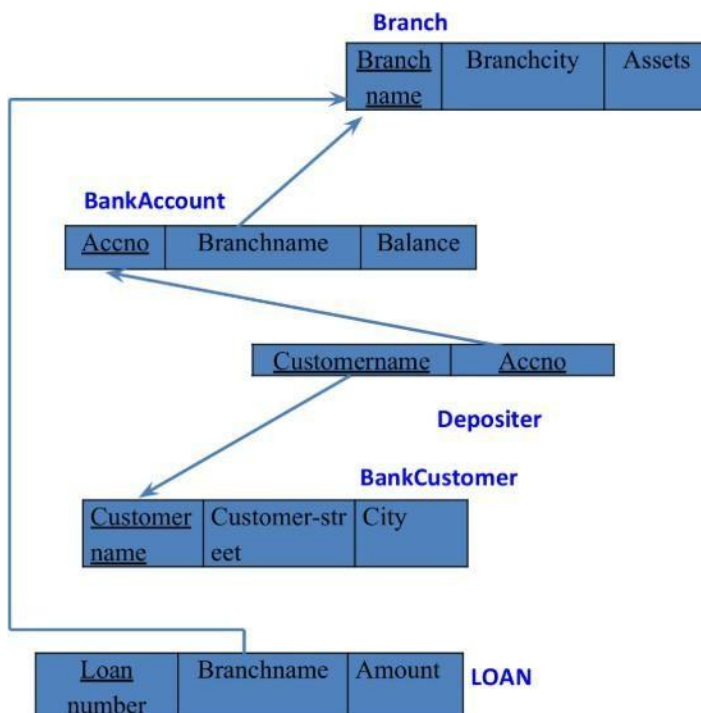 Branch
Branch Branchcity Assets
name
BankAccount
Accno Branchname Balance
Customername Accno
Depositer
BankCustomer
Customer Customer-str City
name eet
Loan Branchname Amount LOAN
number